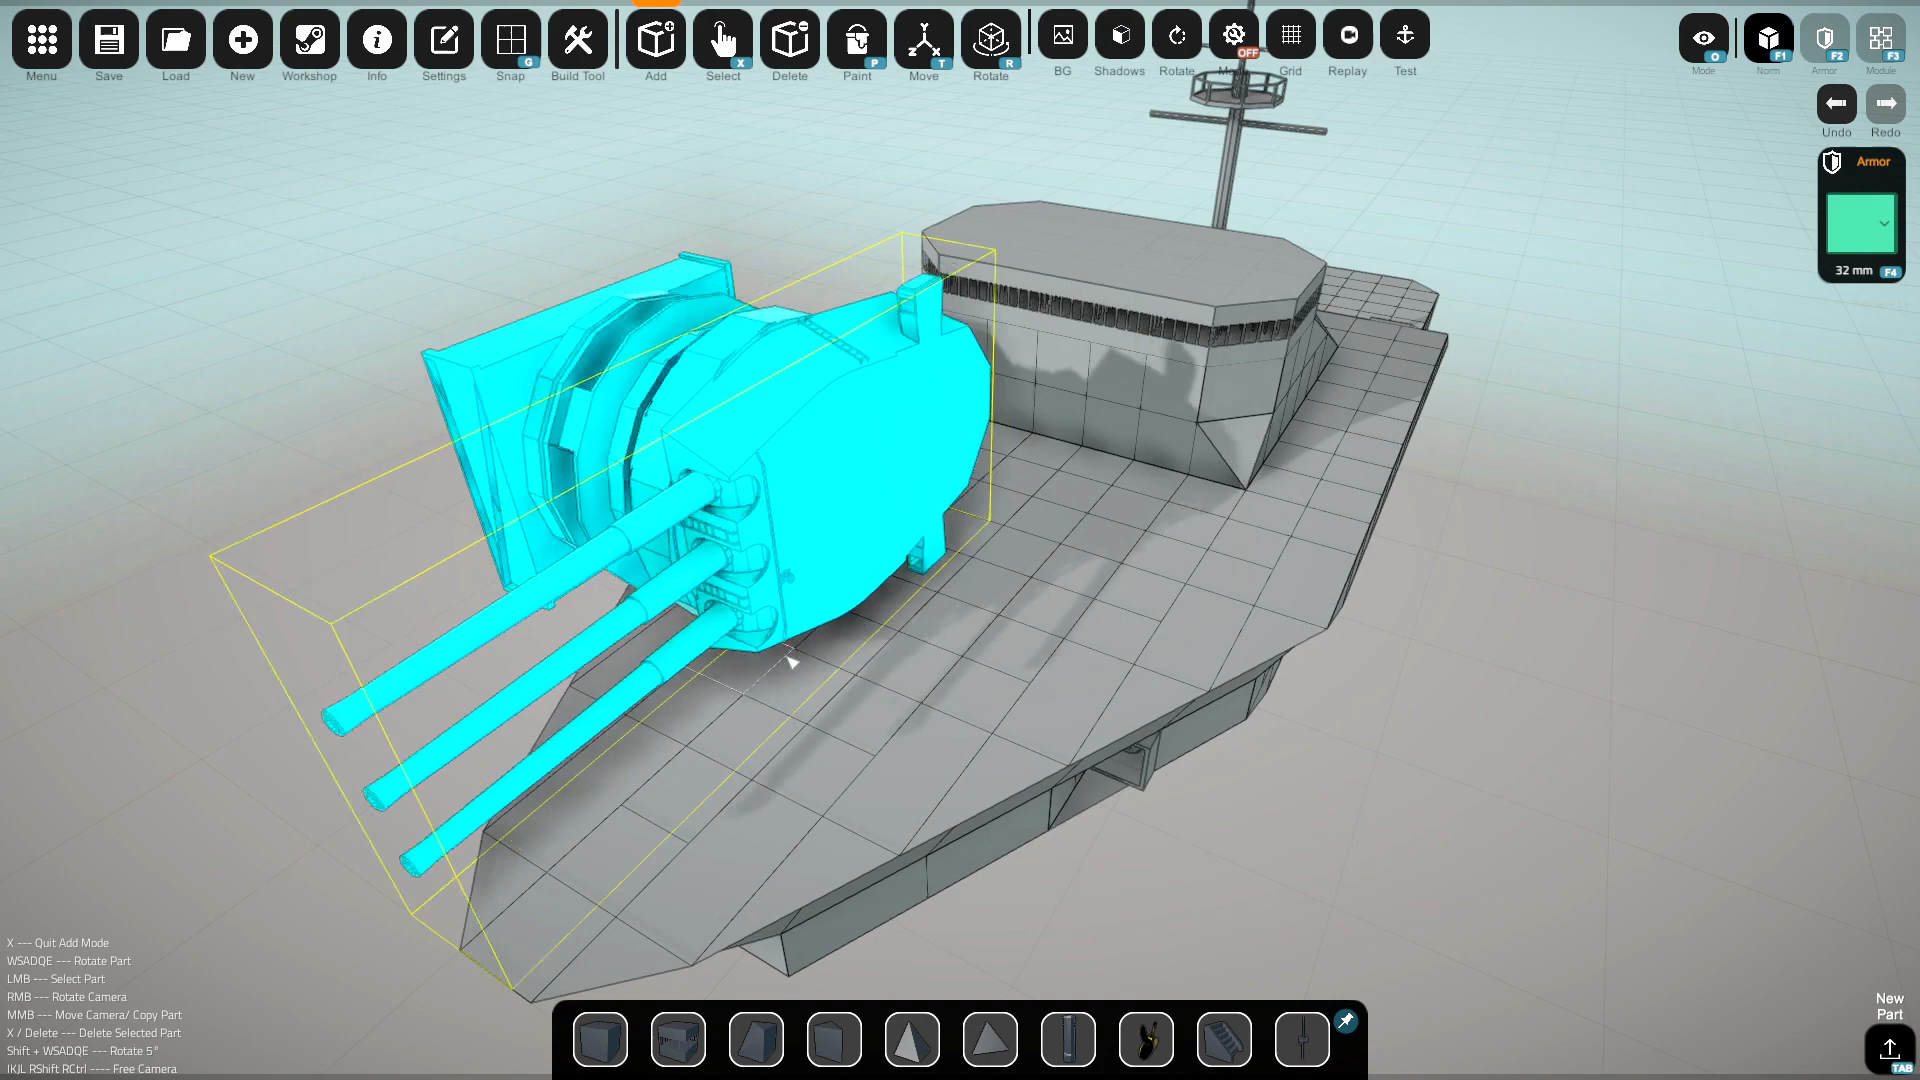 Menu
Save
Load
New
Workshop
Info
Settings
G
Snap
Build Tool
Add
X
Select
Delete
P
Paint
T
Move
R
Rotate
BG
Shadows
Rotate
OFF
Grid
Replay
Test
O
Mode
F1
Norm
F2
Armor
F3
Module
Undo
Redo
Armor
32 mm
F4
X --- Quit Add Mode
WSADQE --- Rotate Part
LMB --- Select Part
RMB --- Rotate Camera
MMB --- Move Camera/ Copy Part
X / Delete --- Delete Selected Part
Shift + WSADQE --- Rotate 5°
IKJL RShift RCtrl ---- Free Camera
New
Part
TAB